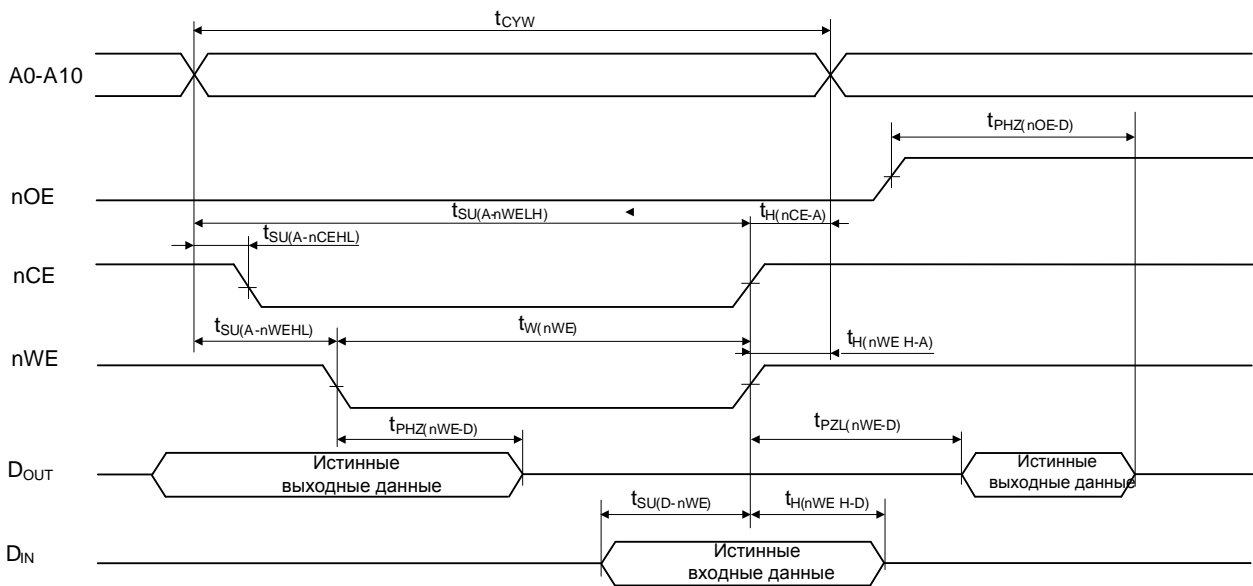 tCYW
A0-A10
tPHZ(nOE-D)
nOE
tSU(A-nWELH)
tH(nCE-A)
tSU(A-nCEHL)
nCE
tSU(A-nWEHL)
tW(nWE)
nWE
tH(nWE H-A)
tPHZ(nWE-D)
tPZL(nWE-D)
DOUT
Истинные
выходные данные
Истинные
выходные данные
tSU(D-nWE)
tH(nWE H-D)
DIN
Истинные
входные данные